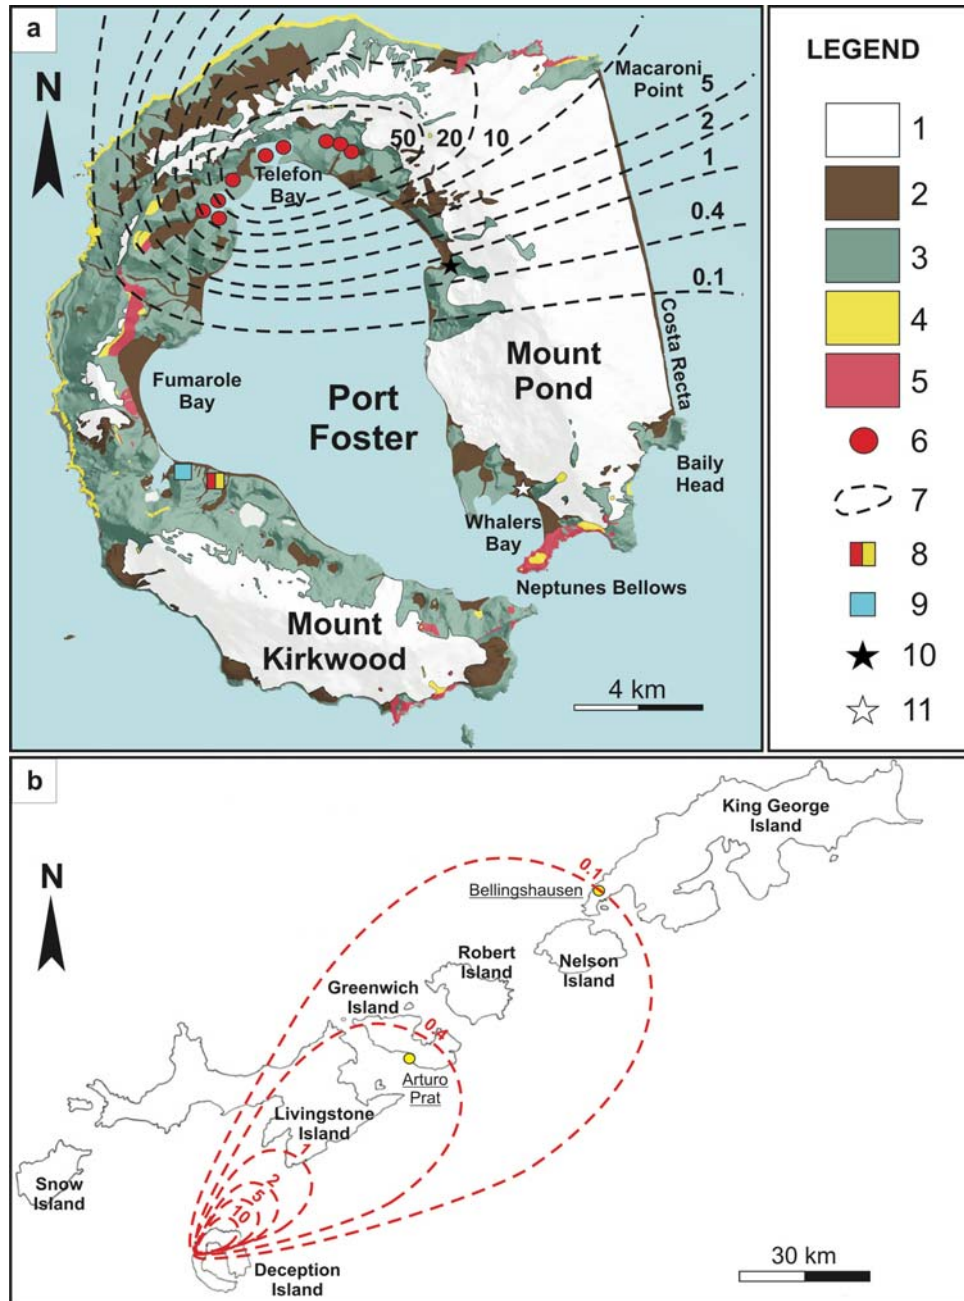 a
N
Macaroni
Point
5
2
50 20 10
1
Telefon
Bay
0.4
0.1
Costa Recta
Mount
Pond
Fumarole
Bay
Port
Foster
Baily
Head
Whalers
Bay
Neptunes Bellows
Mount
Kirkwood
4 km
LEGEND
1
2
3
4
5
6
7
8
9
10
11
b
N
King George
Island
0.1
Bellingshausen
Robert
Island
Nelson
Island
Greenwich
Island
0.4
Arturo
Prat
Livingstone
Island
1
2
5
10
Snow
Island
Deception
Island
30 km